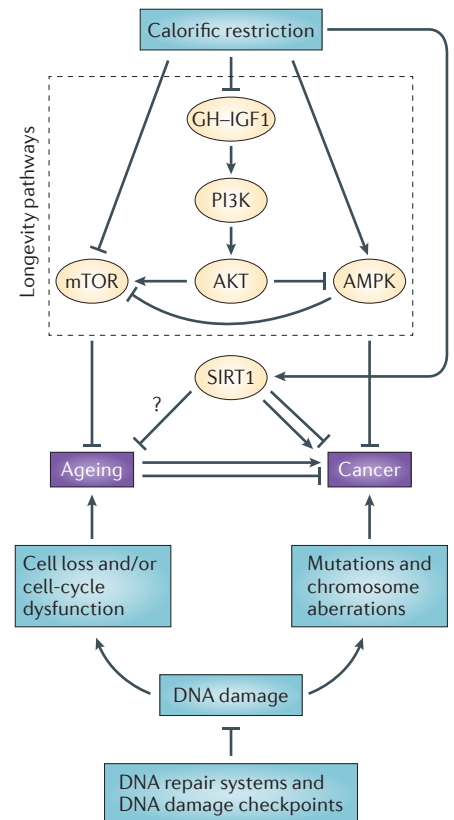 Calorific restriction
Longevity pathways
GH–IGF1
PI3K
mTOR
AKT
AMPK
SIRT1
?
Ageing
Cancer
Cell loss and/or
cell-cycle
dysfunction
Mutations and
chromosome
aberrations
DNA damage
DNA repair systems and
DNA damage checkpoints